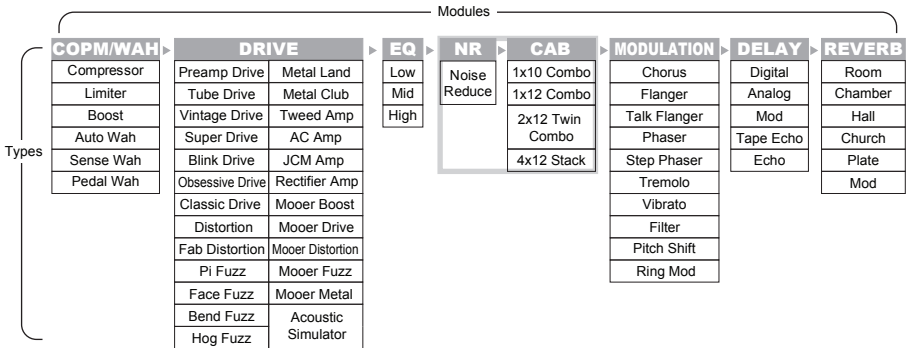 Modules
COPM/WAH DRIVE EQ NR CAB MODULATION DELAY REVERB
Types
Compressor
Limiter
Boost
Auto Wah
Sense Wah
Pedal Wah
Preamp Drive
Tube Drive
Vintage Drive
Super Drive
Blink Drive
Obsessive Drive
Classic Drive
Distortion
Fab Distortion
Pi Fuzz
Face Fuzz
Bend Fuzz
Hog Fuzz
Metal Land
Metal Club
Tweed Amp
AC Amp
JCM Amp
Rectifier Amp
Mooer Boost
Mooer Drive
Mooer Distortion
Mooer Fuzz
Mooer Metal
Acoustic
Simulator
Low
Mid
High
Noise
Reduce
1x10 Combo
1x12 Combo
2x12 Twin
Combo
4x12 Stack
Chorus
Flanger
Talk Flanger
Phaser
Step Phaser
Tremolo
Vibrato
Filter
Pitch Shift
Ring Mod
Digital
Analog
Mod
Tape Echo
Echo
Room
Chamber
Hall
Church
Plate
Mod